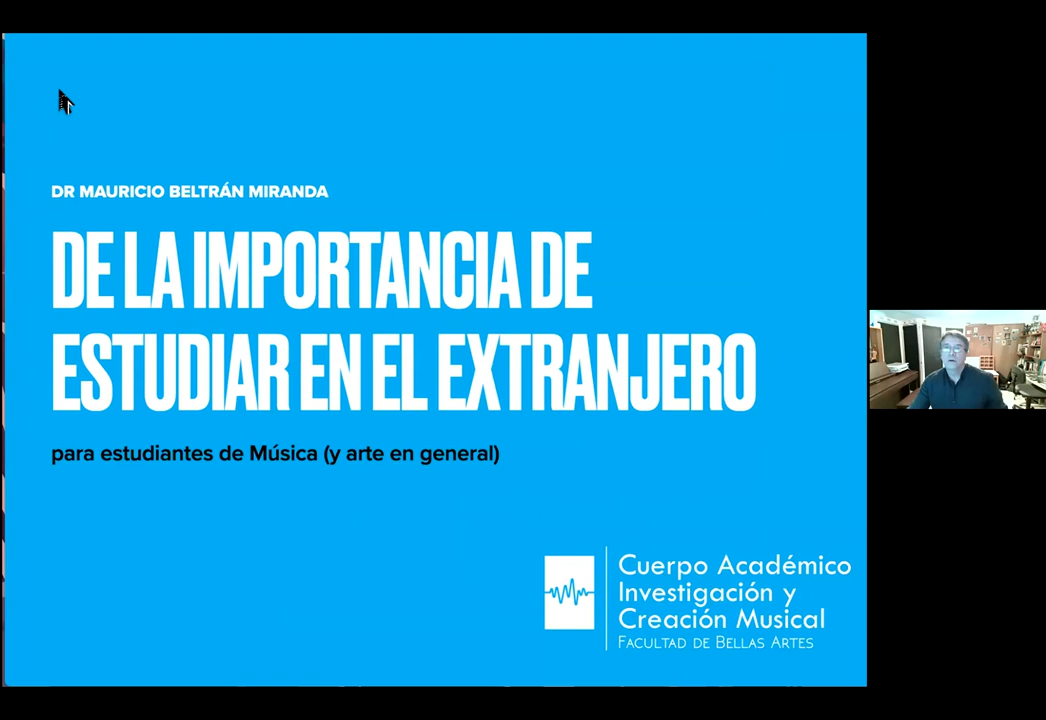 DR MAURICIO BELTRÁN MIRANDA
DE LA IMPORTANCIA DE
ESTUDIAR EN EL EXTRANJERO
para estudiantes de Música (y arte en general)
Cuerpo Académico
Investigación y
Creación Musical
FACULTAD DE BELLAS ARTES